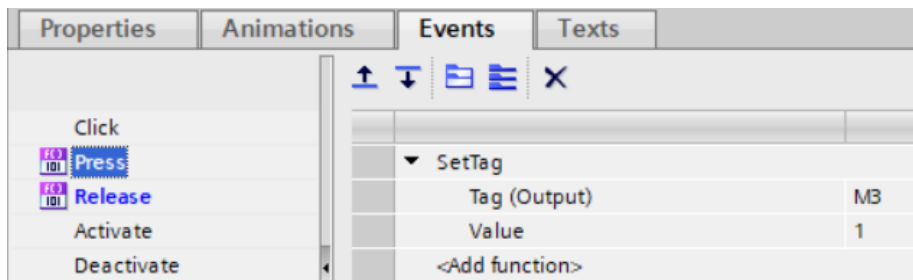 Properties Animations Events Texts
Click
Press
Release
Activate
Deactivate
SetTag
Tag (Output) M3
Value 1
<Add function>